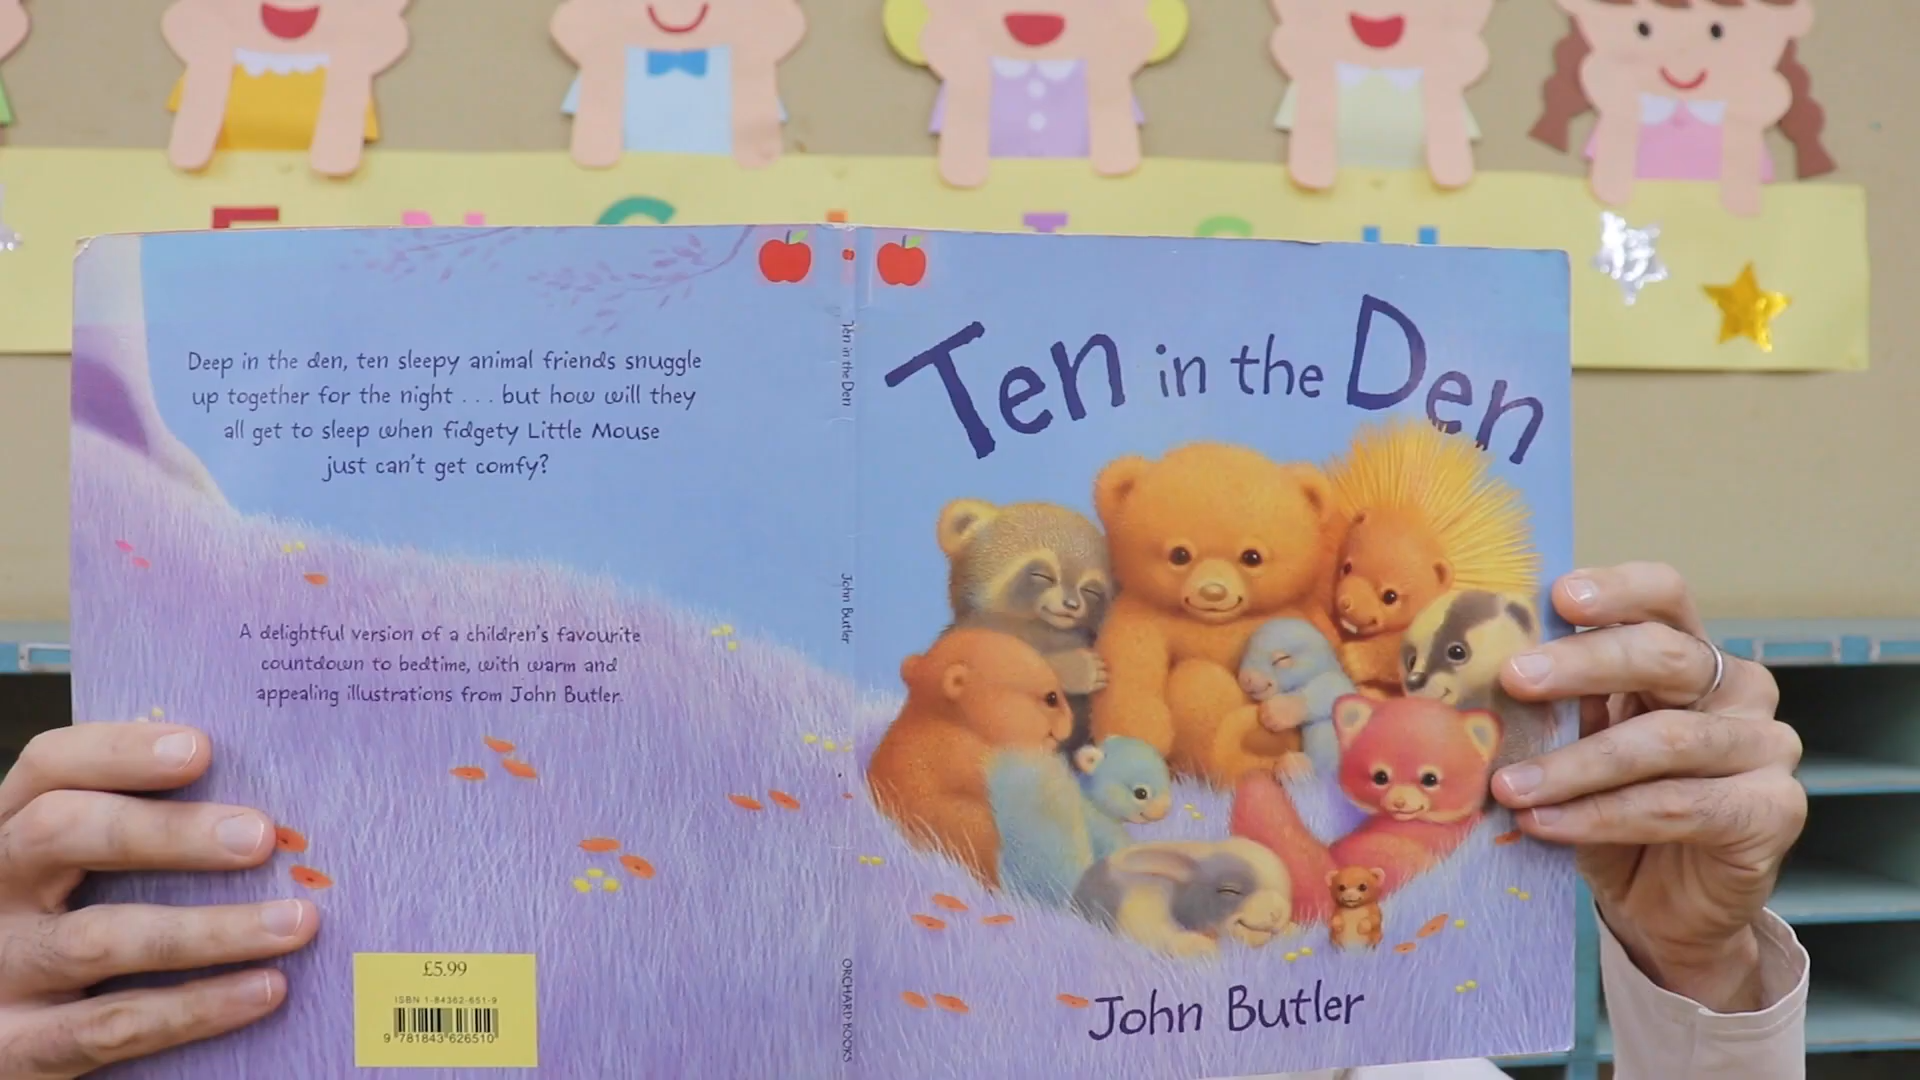 ENGLISH
Deep in the den, ten sleepy animal friends snuggle
up together for the night . . . but how will they
all get to sleep when fidgety Little Mouse
just can't get comfy?
A delightful version of a children's favourite
countdown to bedtime, with warm and
appealing illustrations from John Butler.
£5.99
ISBN 1-84362-651-9
9 781843 626510
Ten in the Den
John Butler
ORCHARD BOOKS
Ten in the Den
John Butler